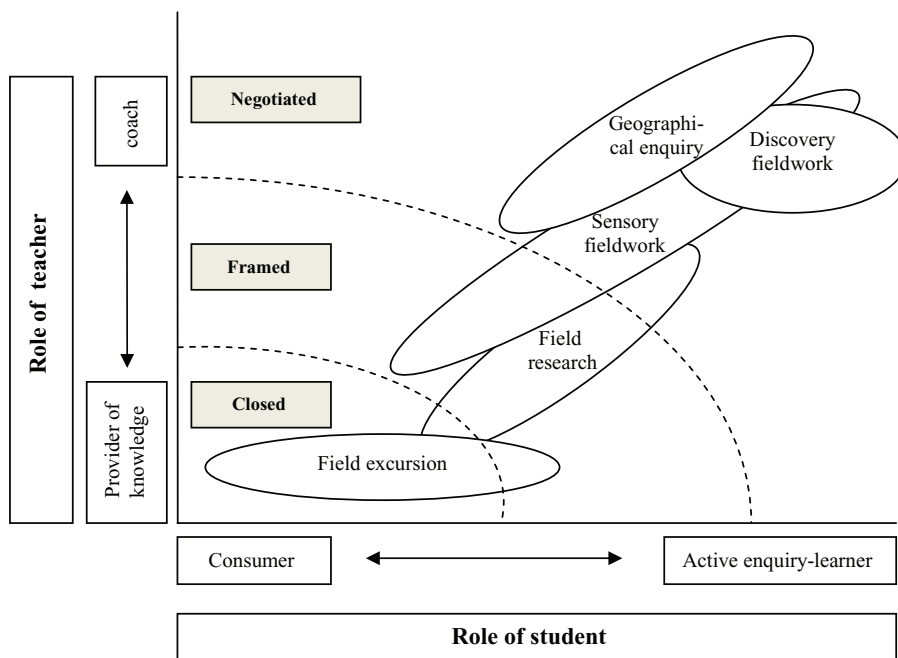 Role of teacher
coach
Provider of
knowledge
Negotiated
Framed
Closed
Geographi-
cal enquiry
Discovery
fieldwork
Sensory
fieldwork
Field
research
Field excursion
Consumer
Active enquiry-learner
Role of student